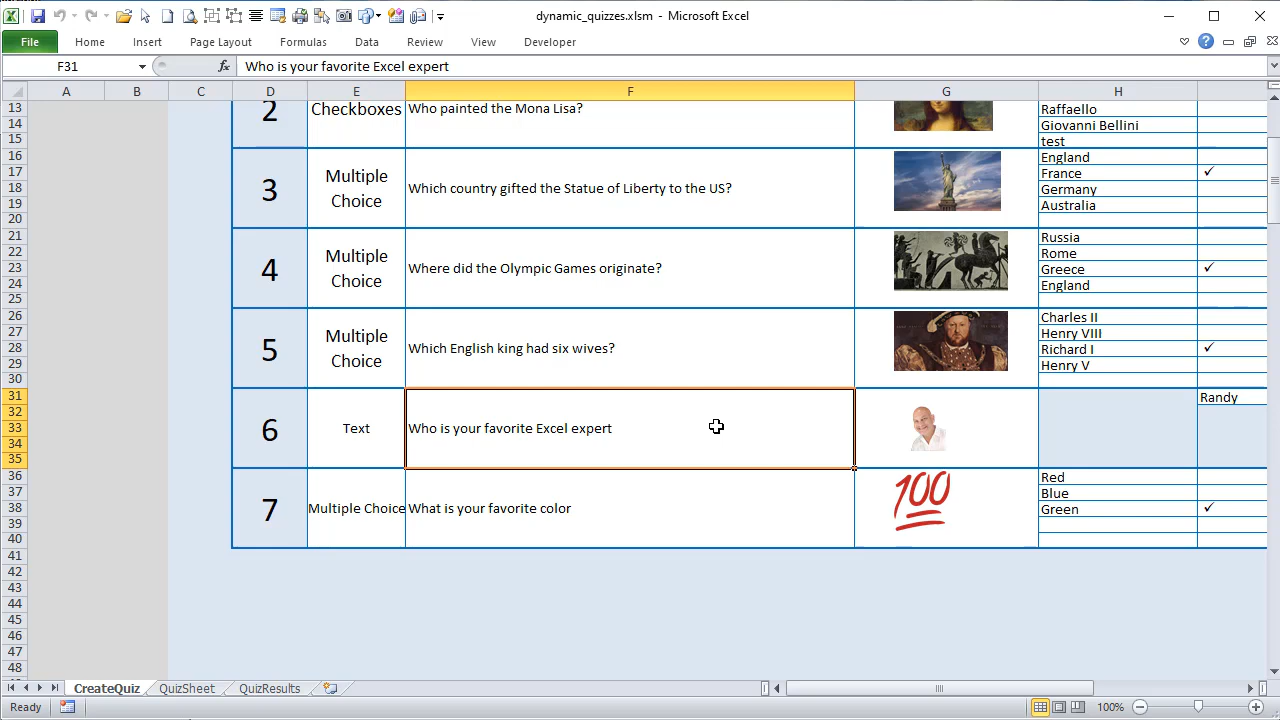 dynamic_quizzes.xlsm - Microsoft Excel
File Home Insert Page Layout Formulas Data Review View Developer
F31 fx Who is your favorite Excel expert
A B C D E F G H
13 2 Checkboxes Who painted the Mona Lisa? Raffaello
14 Giovanni Bellini
15 test
16 England
17 3 Multiple Choice Which country gifted the Statue of Liberty to the US? France ✓
18 Germany
19 Australia
20
21 Russia
22 Rome
23 4 Multiple Choice Where did the Olympic Games originate? Greece ✓
24 England
25
26 Charles II
27 Henry VIII
28 5 Multiple Choice Which English king had six wives? Richard I ✓
29 Henry V
30
31 Randy
32
33 6 Text Who is your favorite Excel expert
34
35
36 Red
37 Blue
38 7 Multiple Choice What is your favorite color 100 Green ✓
39
40
41
42
43
44
45
46
47
48
CreateQuiz QuizSheet QuizResults
Ready 100%